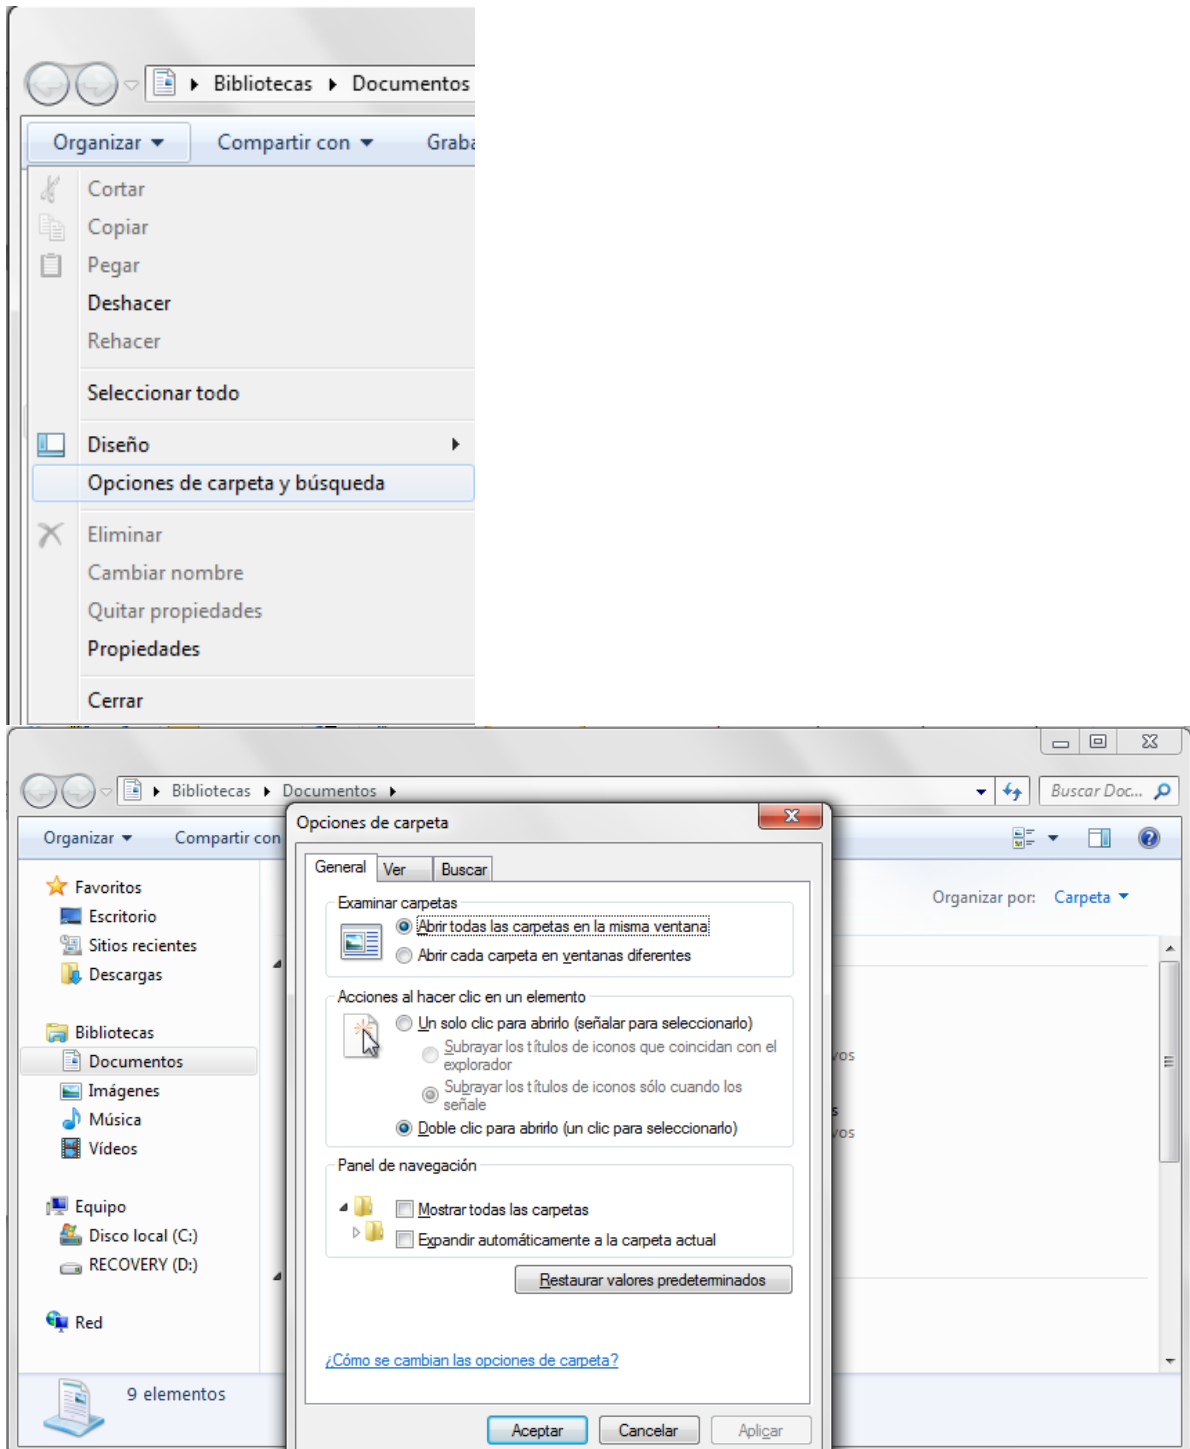 Bibliotecas Documentos
Organizar Compartir con Graba
Cortar
Copiar
Pegar
Deshacer
Rehacer
Seleccionar todo
Diseño
Opciones de carpeta y búsqueda
Eliminar
Cambiar nombre
Quitar propiedades
Propiedades
Cerrar
Bibliotecas Documentos
Buscar Doc...
Organizar Compartir con
Favoritos
Escritorio
Sitios recientes
Descargas
Bibliotecas
Documentos
Imágenes
Música
Vídeos
Equipo
Disco local (C:)
RECOVERY (D:)
Red
9 elementos
Opciones de carpeta
General Ver Buscar
Examinar carpetas
Abrir todas las carpetas en la misma ventana
Abrir cada carpeta en ventanas diferentes
Acciones al hacer clic en un elemento
Un solo clic para abrirlo (señalar para seleccionarlo)
Subrayar los títulos de iconos que coincidan con el
explorador
Subrayar los títulos de iconos sólo cuando los
señale
Doble clic para abrirlo (un clic para seleccionarlo)
Panel de navegación
Mostrar todas las carpetas
Expandir automáticamente a la carpeta actual
Restaurar valores predeterminados
¿Cómo se cambian las opciones de carpeta?
Aceptar Cancelar Aplicar
Organizar por: Carpeta
vos
s
vos